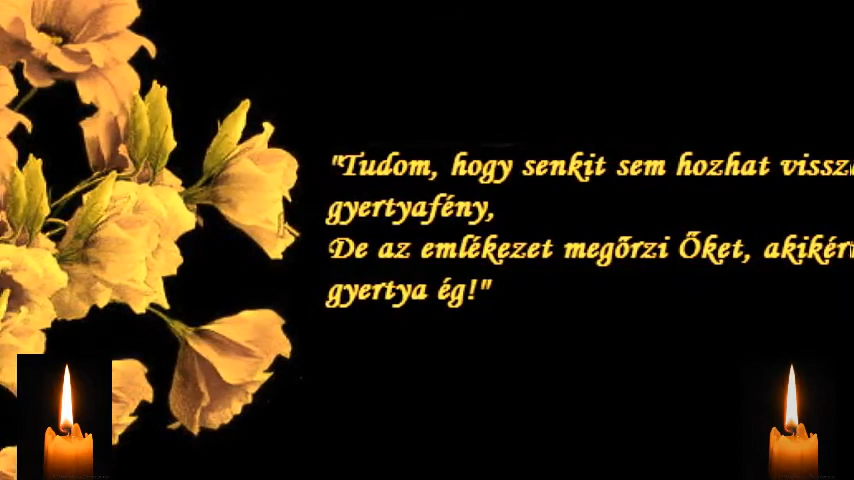 "Tudom, hogy senkit sem hozhat vissz
gyertyafény,
De az emlékezet megőrzi Őket, akikér
gyertya ég!"